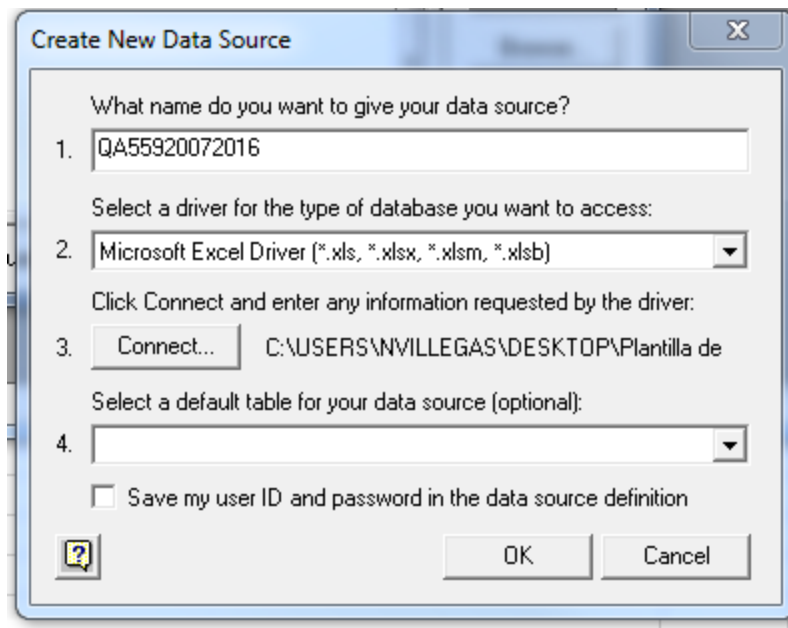 Create New Data Source
What name do you want to give your data source?
1. QA55920072016
Select a driver for the type of database you want to access:
2. Microsoft Excel Driver (*.xls, *.xlsx, *.xlsm, *.xlsb)
Click Connect and enter any information requested by the driver:
3. Connect... C:\USERS\NVILLEGAS\DESKTOP\Plantilla de
Select a default table for your data source (optional):
4.
Save my user ID and password in the data source definition
? OK Cancel